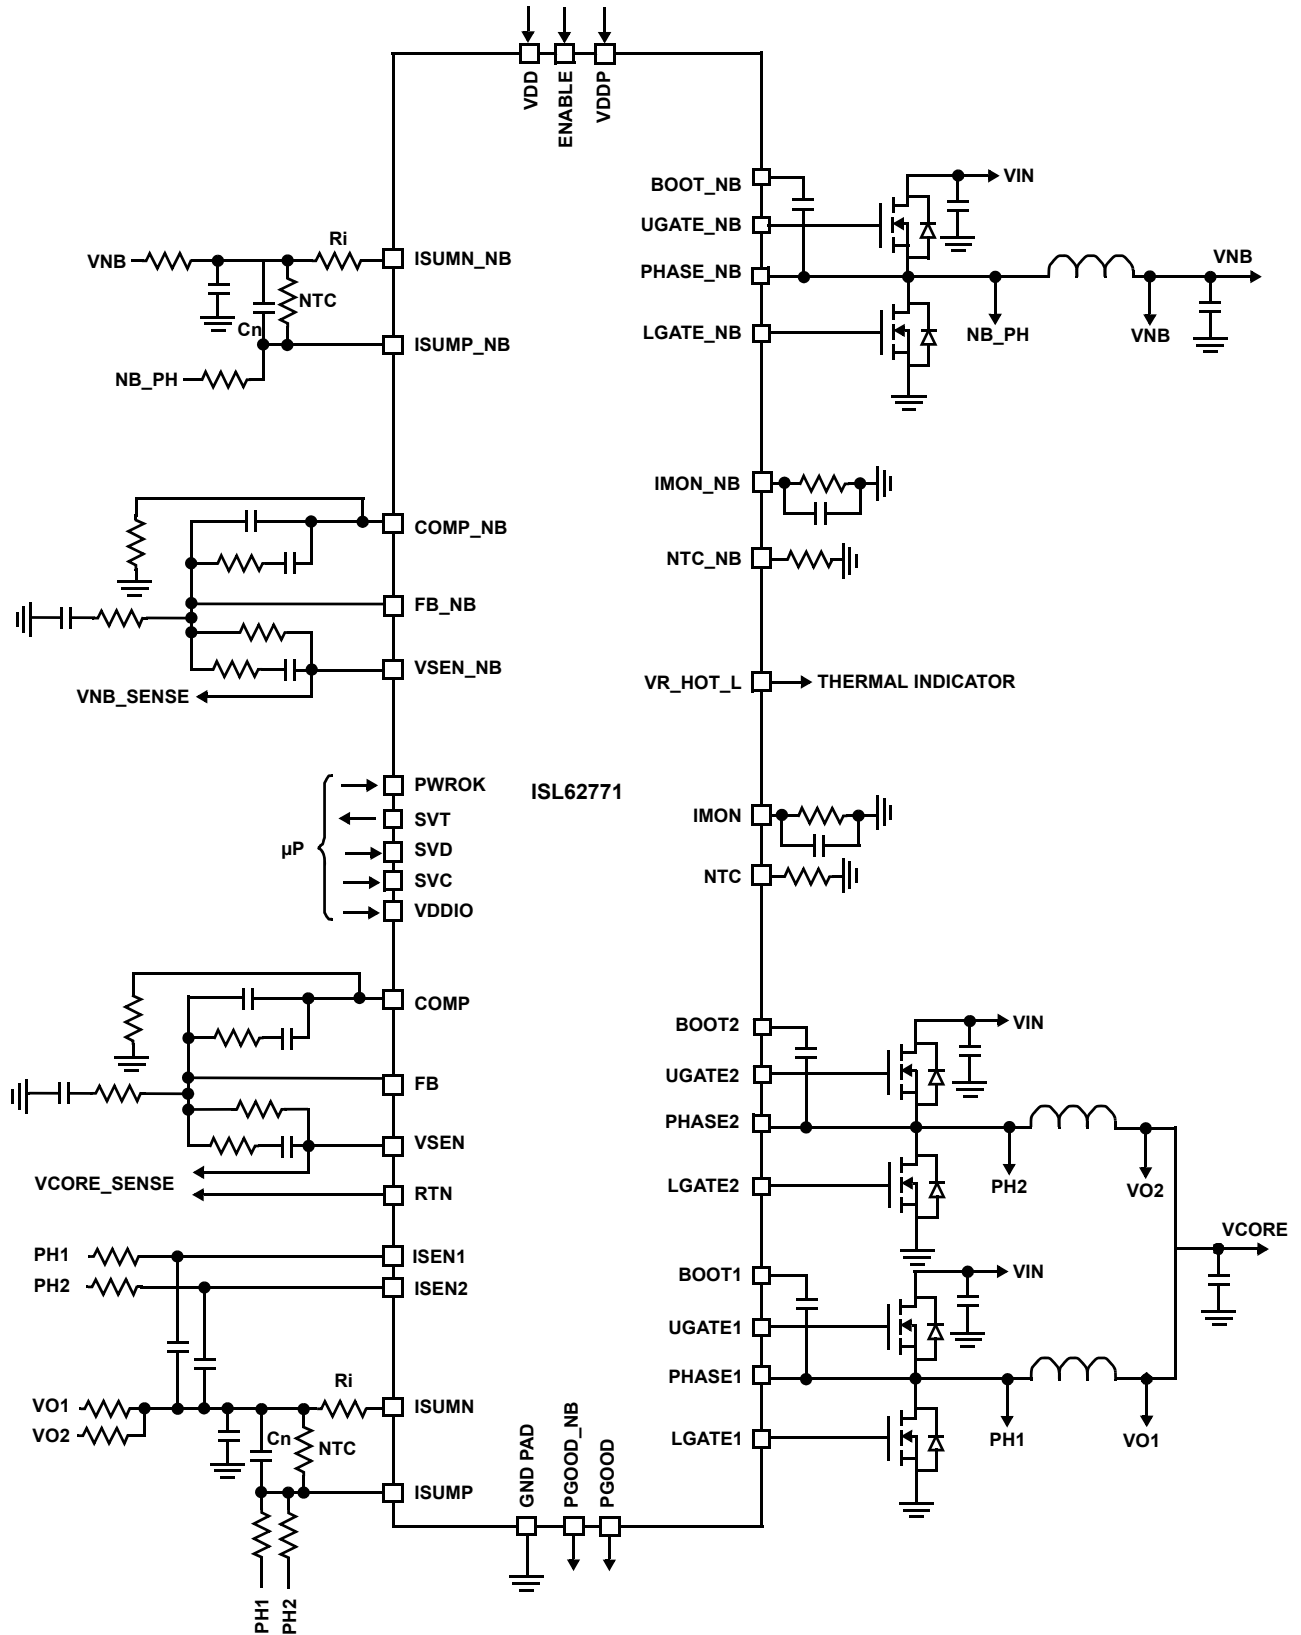 VDD
ENABLE
VDDP
BOOT_NB
VIN
UGATE_NB
Ri
VNB
ISUMN_NB
PHASE_NB
VNB
NTC
Cn
LGATE_NB
NB_PH
VNB
ISUMP_NB
NB_PH
IMON_NB
COMP_NB
NTC_NB
FB_NB
VSEN_NB
VR_HOT_L
THERMAL INDICATOR
VNB_SENSE
PWROK
ISL62771
SVT
IMON
µP
SVD
SVC
NTC
VDDIO
COMP
BOOT2
VIN
FB
UGATE2
PHASE2
VSEN
VCORE_SENSE
RTN
LGATE2
PH2
VO2
VCORE
PH1
ISEN1
PH2
ISEN2
BOOT1
VIN
UGATE1
Ri
PHASE1
VO1
ISUMN
VO2
Cn
NTC
LGATE1
PH1
VO1
ISUMP
GND PAD
PGOOD_NB
PGOOD
PH1
PH2